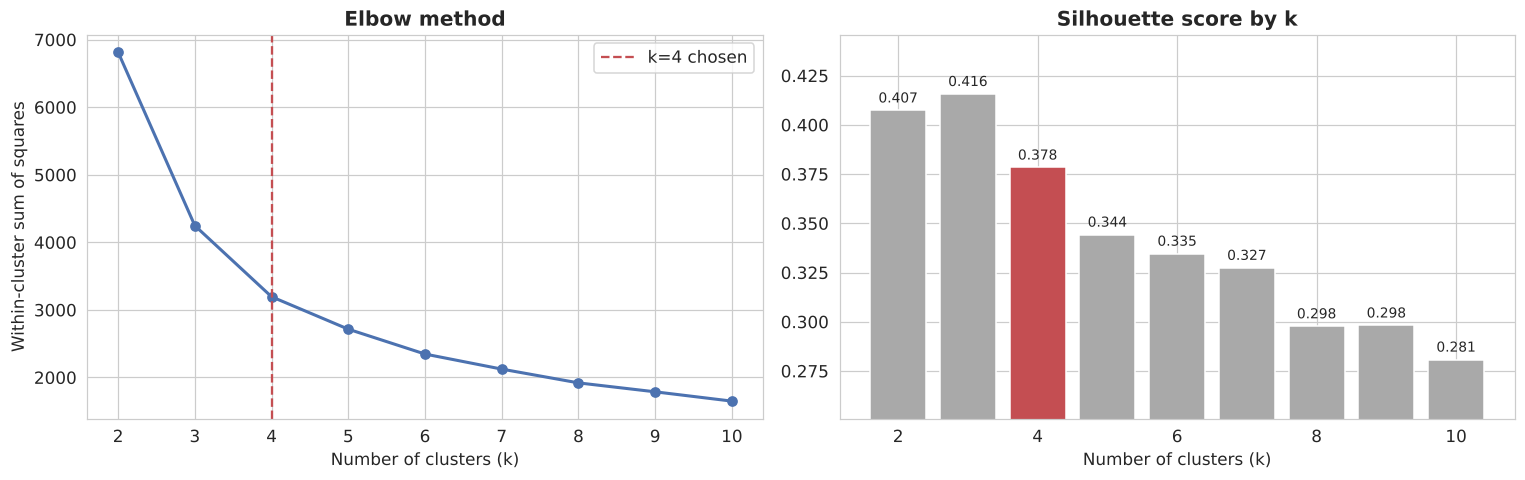 Elbow method
7000
6000
5000
4000
3000
2000
Within-cluster sum of squares
k=4 chosen
2 3 4 5 6 7 8 9 10
Number of clusters (k)
Silhouette score by k
0.425
0.400
0.375
0.350
0.325
0.300
0.275
0.407
0.416
0.378
0.344
0.335
0.327
0.298
0.298
0.281
2 4 6 8 10
Number of clusters (k)